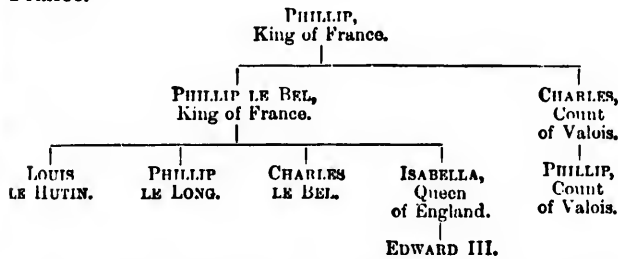 PHILLIP,
King of France.
PHILLIP LE BEL,
King of France.
CHARLES,
Count
of Valois.
LOUIS
LE HUTIN.
PHILLIP
LE LONG.
CHARLES
LE BEL.
ISABELLA,
Queen
of England.
PHILLIP,
Count
of Valois.
EDWARD III.